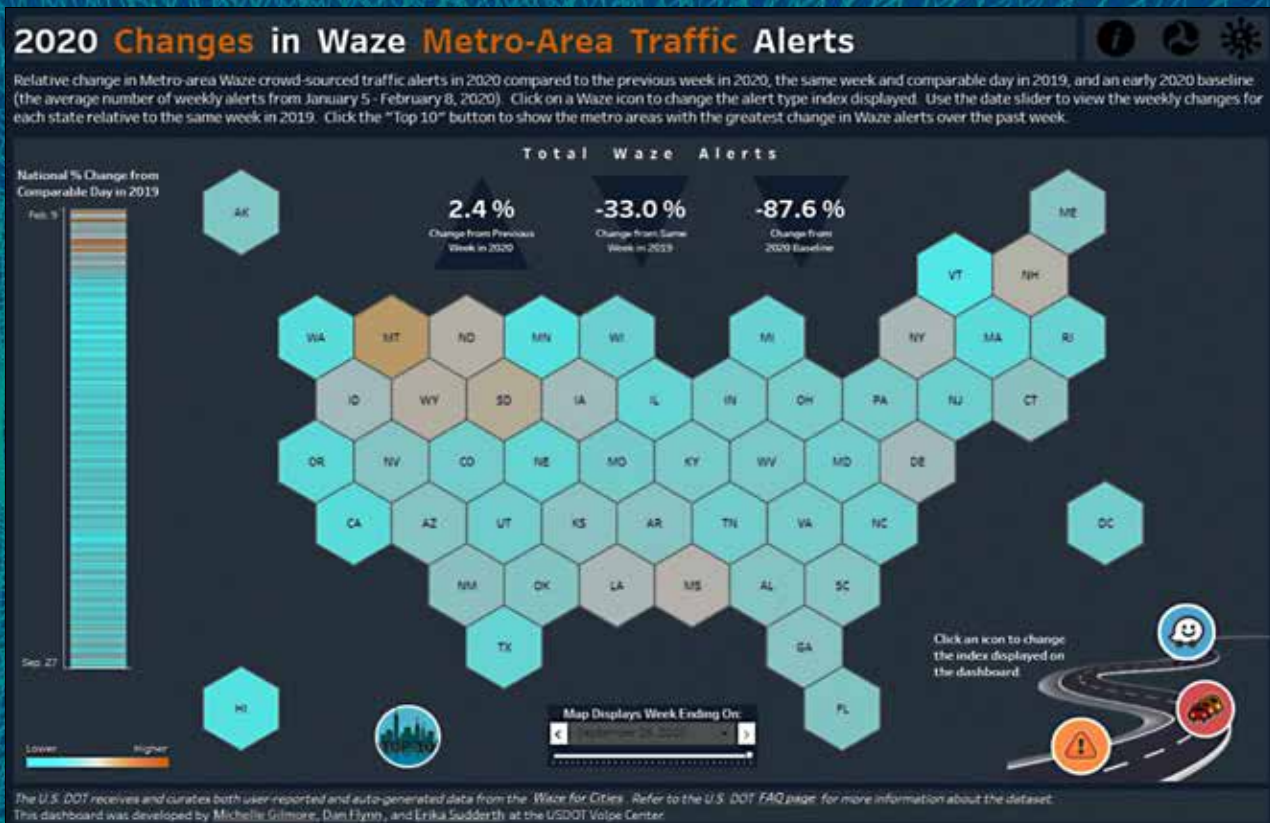 2020 Changes in Waze Metro-Area Traffic Alerts
Relative change in Metro-area Waze crowd-sourced traffic alerts in 2020 compared to the previous week in 2020, the same week and comparable day in 2019, and an early 2020 baseline
(the average number of weekly alerts from January 5 - February 8, 2020). Click on a Waze icon to change the alert type index displayed. Use the date slider to view the weekly changes for
each state relative to the same week in 2019. Click the "Top 10" button to show the metro areas with the greatest change in Waze alerts over the past week.
Total Waze Alerts
National % Change from
Comparable Day in 2019
Feb. 9
Sep. 27
Lower Higher
2.4 %
Change from Previous
Week in 2020
-33.0 %
Change from Same
Week in 2019
-87.6 %
Change from
2020 Baseline
AK ME
VT NH
WA MT ND MN WI MI NY MA RI
ID WY SD IA IL IN OH PA NJ CT
OR NV CO NE MO KY WV MD DE
CA AZ UT KS AR TN VA NC DC
NM OK LA MS AL SC
TX GA
HI FL
TOP 10
Map Displays Week Ending On:
Click an icon to change
the index displayed on
the dashboard
The U.S. DOT receives and curates both user-reported and auto-generated data from the Waze for Cities. Refer to the U.S. DOT FAQ page for more information about the dataset.
This dashboard was developed by Michelle Gilmore, Dan Flynn, and Erika Sudderth at the USDOT Volpe Center.